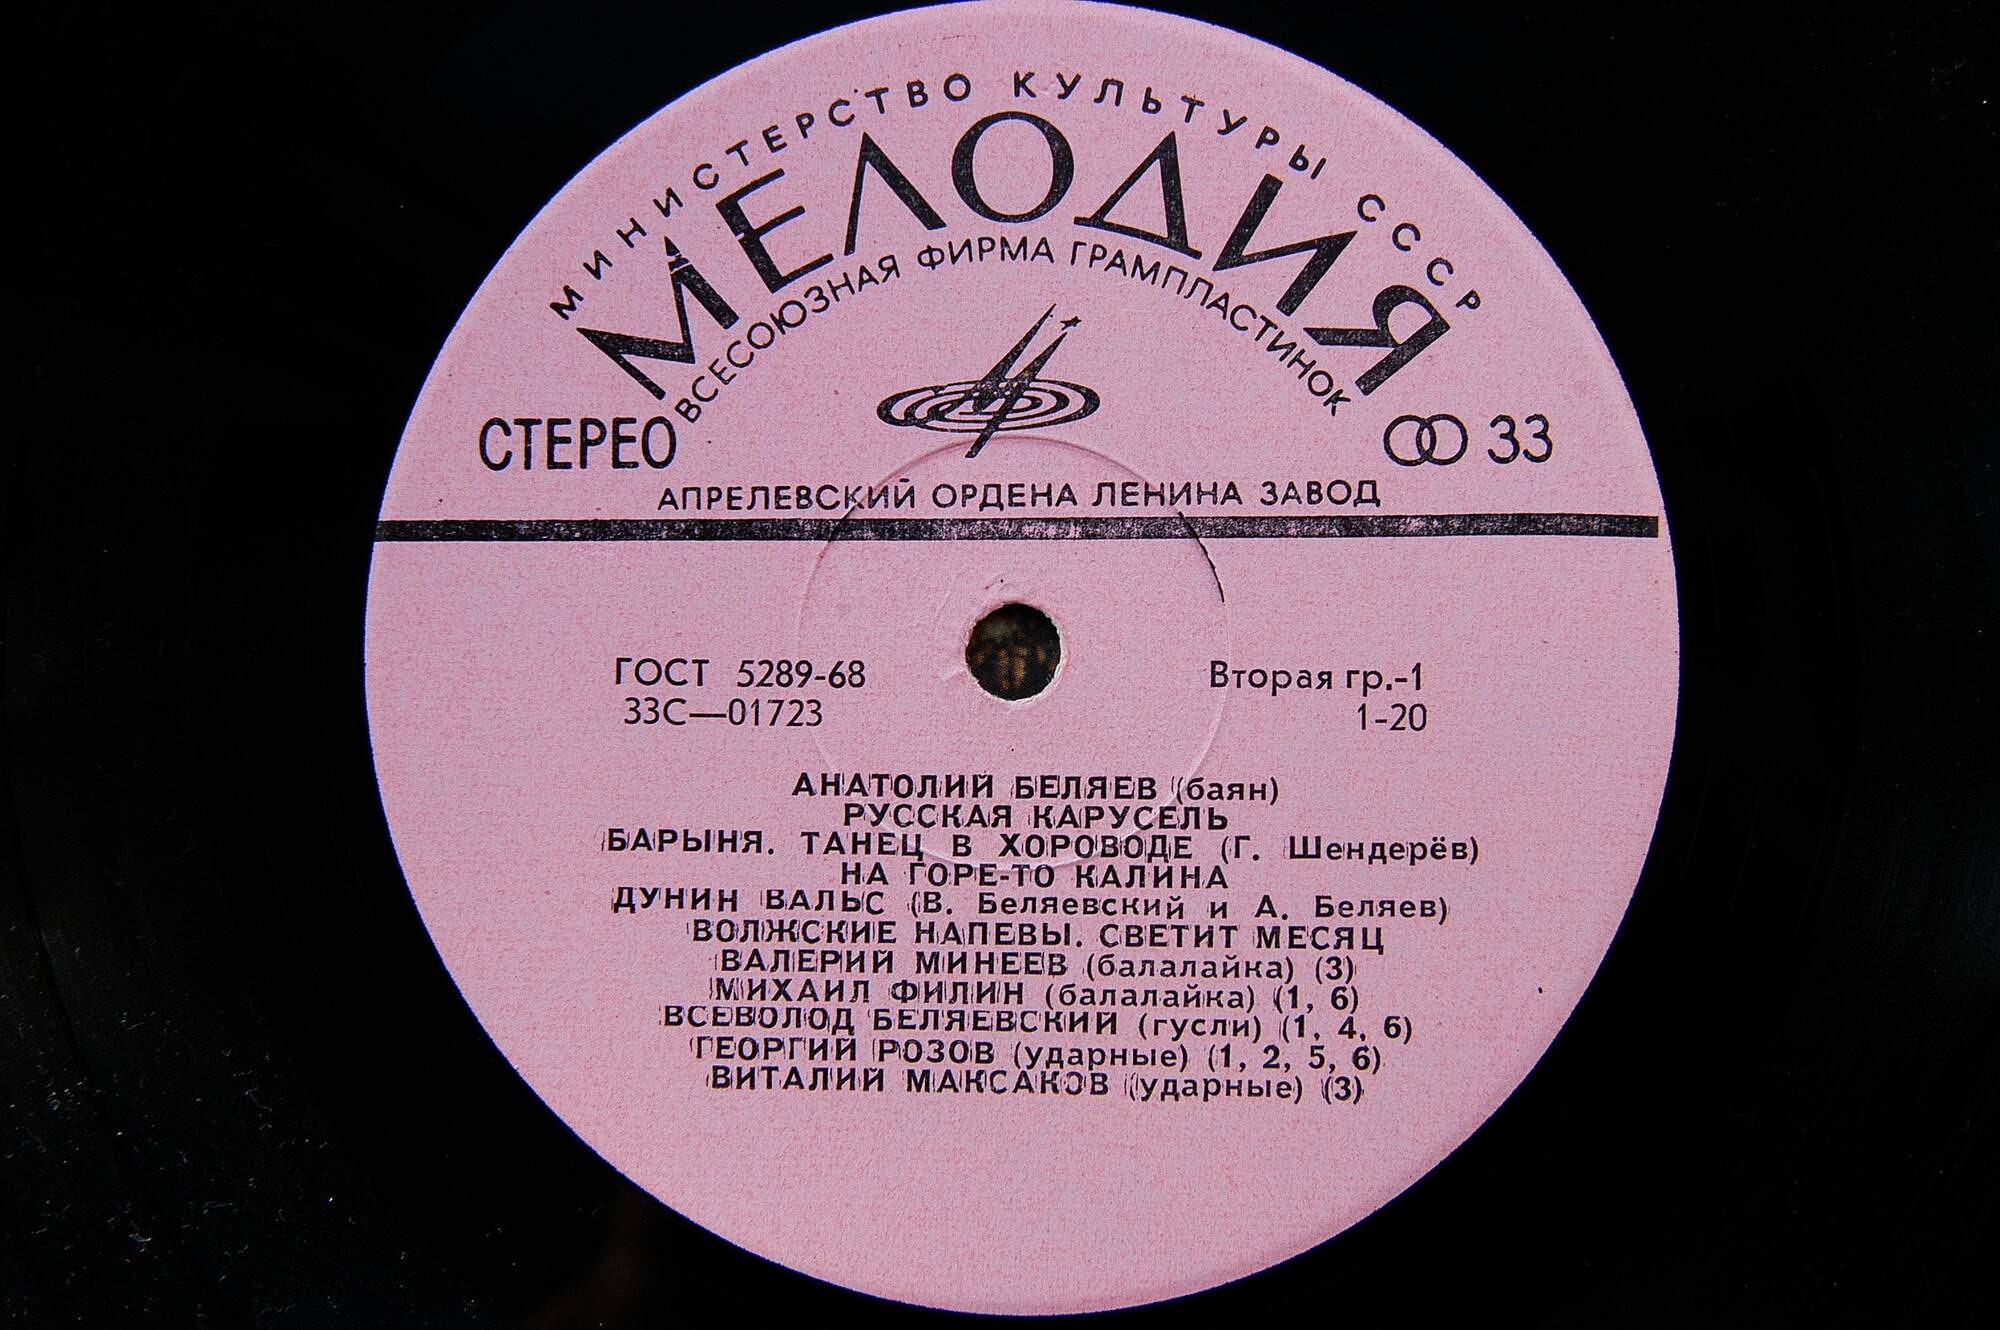 МИНИСТЕРСТВО КУЛЬТУРЫ СССР
МЕЛОДИЯ
ВСЕСОЮЗНАЯ ФИРМА ГРАМПЛАСТИНОК
СТЕРЕО
33
АПРЕЛЕВСКИЙ ОРДЕНА ЛЕНИНА ЗАВОД
ГОСТ 5289-68
Вторая гр.-1
33С—01723
1-20
АНАТОЛИЙ БЕЛЯЕВ (баян)
РУССКАЯ КАРУСЕЛЬ
БАРЫНЯ. ТАНЕЦ В ХОРОВОДЕ (Г. Шендерёв)
НА ГОРЕ-ТО КАЛИНА
ДУНИН ВАЛЬС (В. Беляевский и А. Беляев)
ВОЛЖСКИЕ НАПЕВЫ. СВЕТИТ МЕСЯЦ
ВАЛЕРИЙ МИНЕЕВ (балалайка) (3)
МИХАИЛ ФИЛИН (балалайка) (1, 6)
ВСЕВОЛОД БЕЛЯЕВСКИЙ (гусли) (1, 4, 6)
ГЕОРГИЙ РОЗОВ (ударные) (1, 2, 5, 6)
ВИТАЛИЙ МАКСАКОВ (ударные) (3)